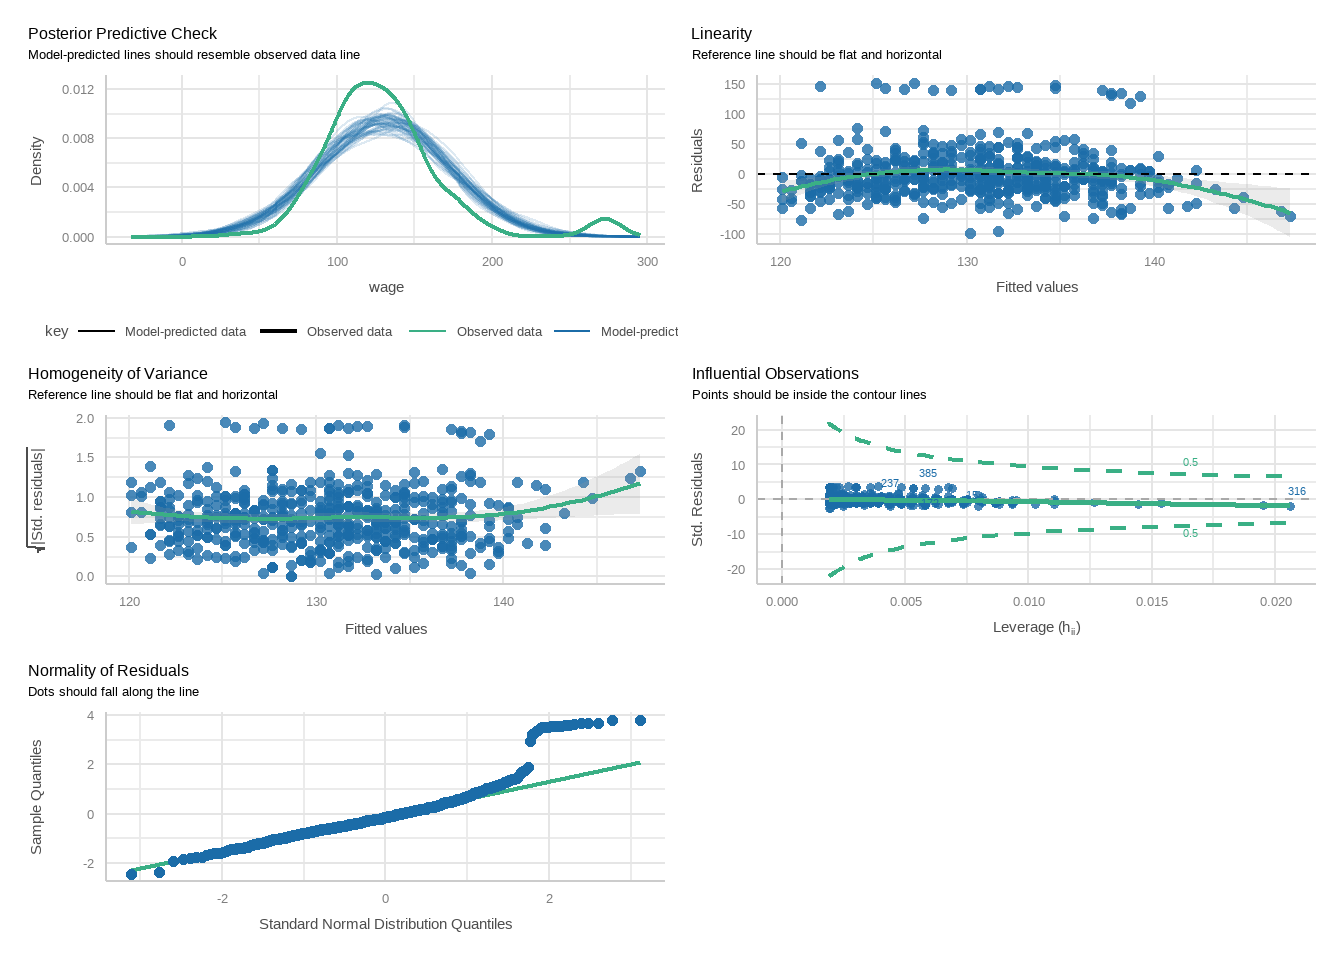 Posterior Predictive Check
Model-predicted lines should resemble observed data line
0.012
0.008
0.004
0.000
Density
0
100
200
300
wage
key
Model-predicted data
Observed data
Observed data
Model-predict
Linearity
Reference line should be flat and horizontal
150
100
50
0
-50
-100
Residuals
120
130
140
Fitted values
Homogeneity of Variance
Reference line should be flat and horizontal
2.0
1.5
1.0
0.5
0.0
√|Std. residuals|
120
130
140
Fitted values
Influential Observations
Points should be inside the contour lines
20
10
0
-10
-20
Std. Residuals
0.5
385
237
316
0.5
0.000
0.005
0.010
0.015
0.020
Leverage (hii)
Normality of Residuals
Dots should fall along the line
4
2
0
-2
Sample Quantiles
-2
0
2
Standard Normal Distribution Quantiles